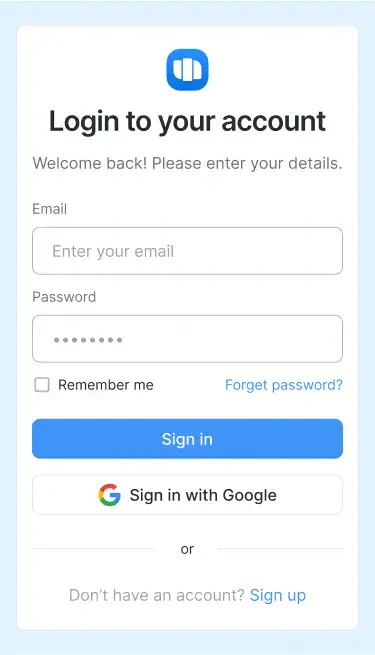 Login to your account
Welcome back! Please enter your details.
Email
Enter your email
Password
Remember me
Forget password?
Sign in
Sign in with Google
or
Don't have an account? Sign up